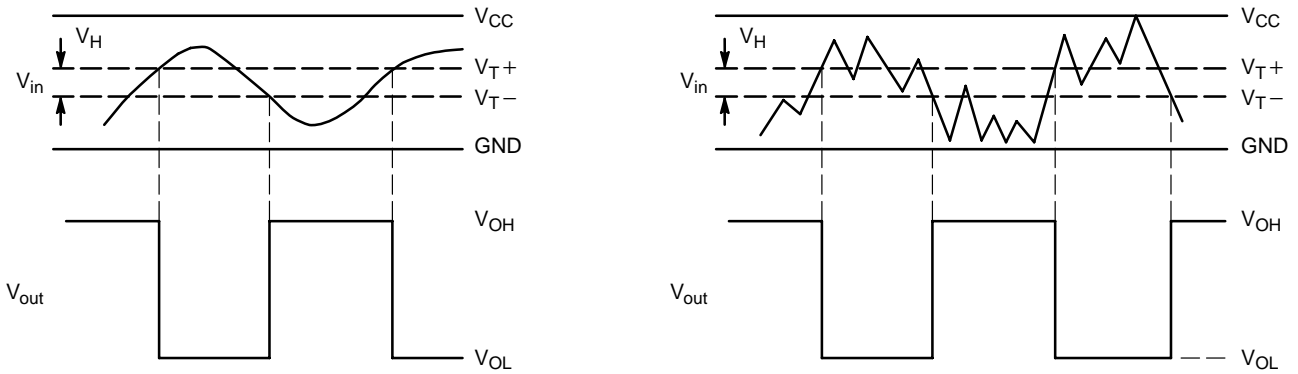 V_CC
V_H
V_in
V_T+
V_T−
GND
V_OH
V_out
V_OL
V_CC
V_H
V_in
V_T+
V_T−
GND
V_OH
V_out
V_OL